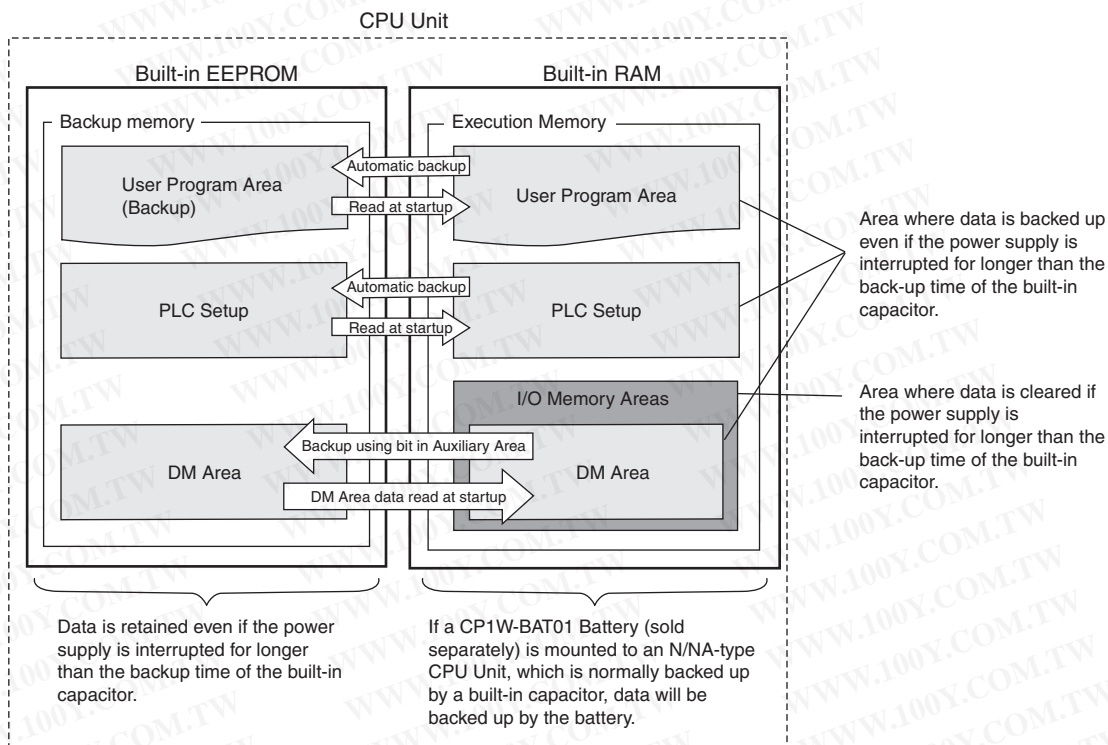 CPU Unit
Built-in EEPROM
Built-in RAM
Backup memory
Execution Memory
User Program Area
(Backup)
Automatic backup
Read at startup
User Program Area
PLC Setup
Automatic backup
Read at startup
PLC Setup
I/O Memory Areas
DM Area
Backup using bit in Auxiliary Area
DM Area data read at startup
DM Area
Area where data is backed up
even if the power supply is
interrupted for longer than the
back-up time of the built-in
capacitor.
Area where data is cleared if
the power supply is
interrupted for longer than the
back-up time of the built-in
capacitor.
Data is retained even if the power
supply is interrupted for longer
than the backup time of the built-in
capacitor.
If a CP1W-BAT01 Battery (sold
separately) is mounted to an N/NA-type
CPU Unit, which is normally backed up
by a built-in capacitor, data will be
backed up by the battery.
WWW.100Y.COM.TW